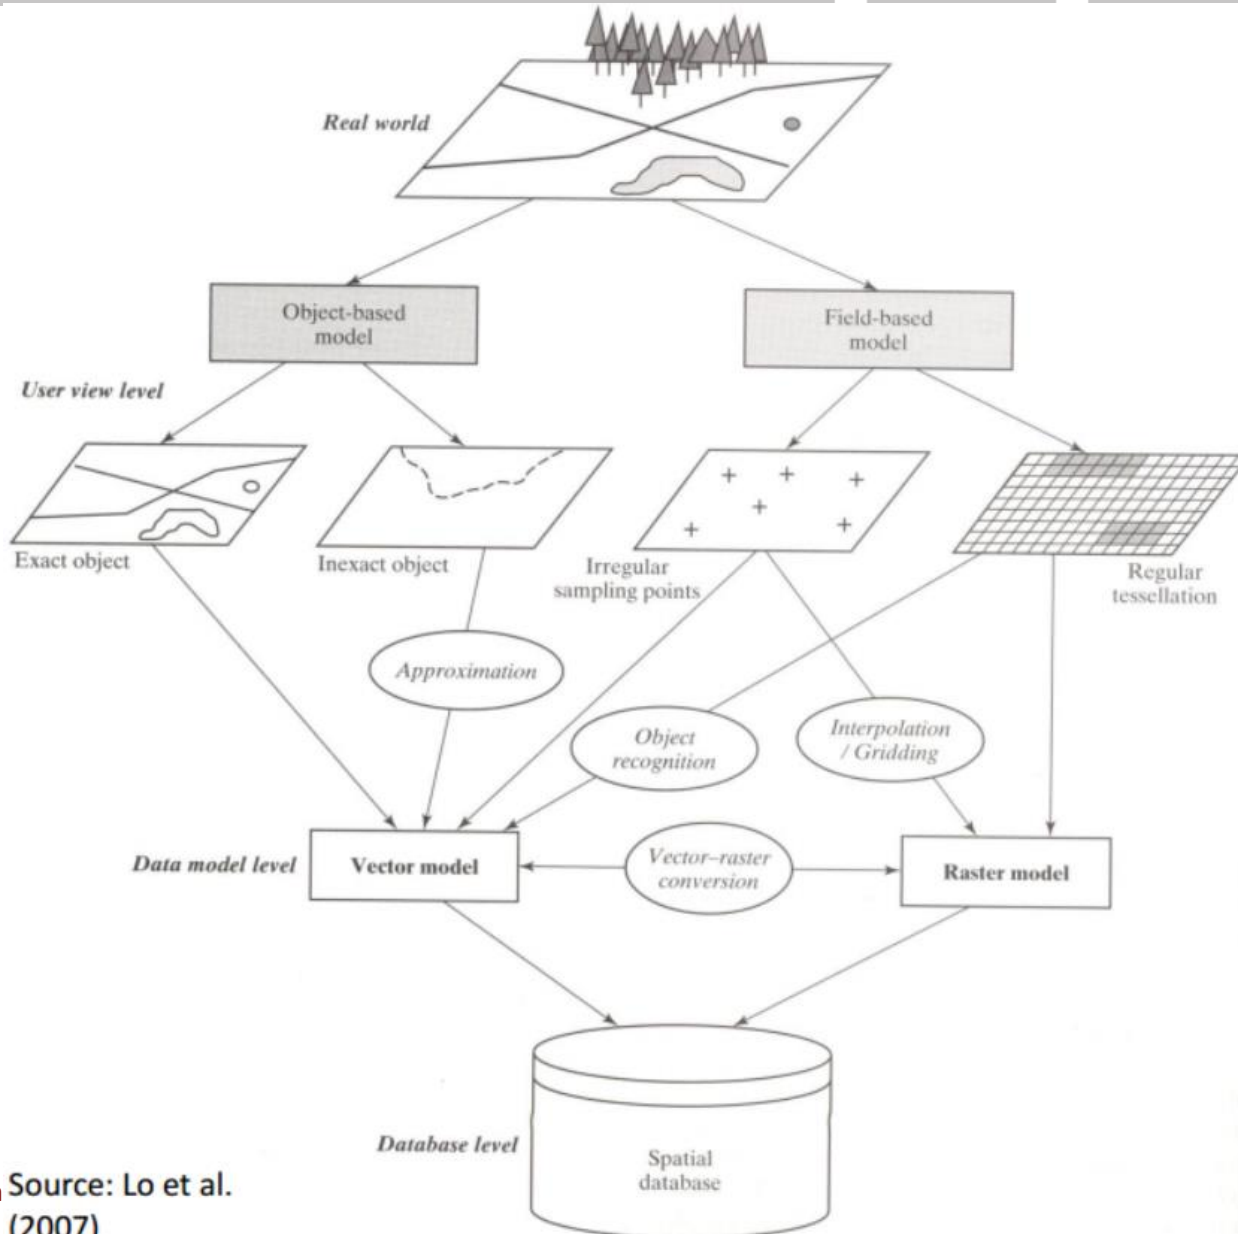 Real world
Object-based
model
Field-based
model
User view level
Exact object
Inexact object
Irregular
sampling points
Regular
tessellation
Approximation
Object
recognition
Interpolation
/ Gridding
Data model level
Vector model
Vector–raster
conversion
Raster model
Database level
Spatial
database
Source: Lo et al.
(2007)